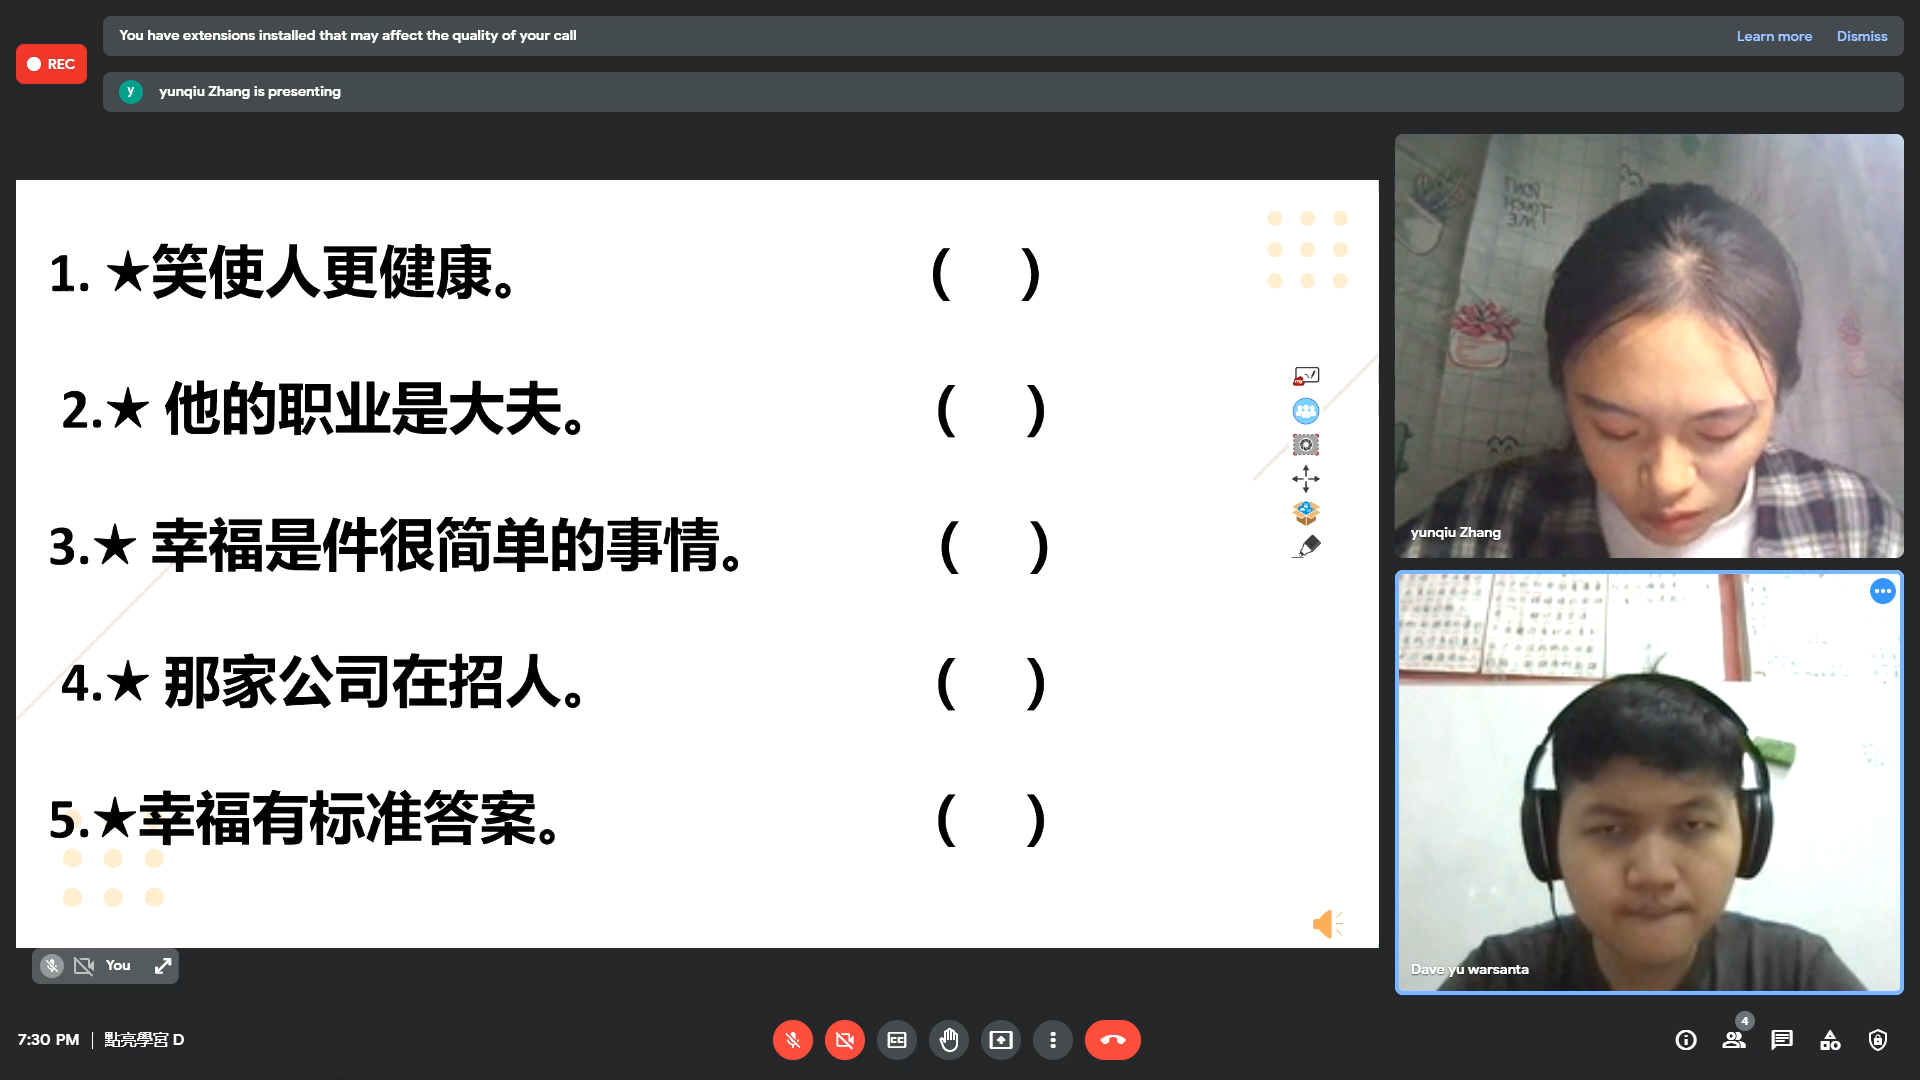 You have extensions installed that may affect the quality of your call
Learn more
Dismiss
REC
y
yunqiu Zhang is presenting
1. ★笑使人更健康。 ( )
2.★ 他的职业是大夫。 ( )
3.★ 幸福是件很简单的事情。 ( )
4.★ 那家公司在招人。 ( )
5.★幸福有标准答案。 ( )
DON'T
TOUCH
ME
yunqiu Zhang
Dave yu warsanta
You
7:30 PM | 點亮學宮 D
4